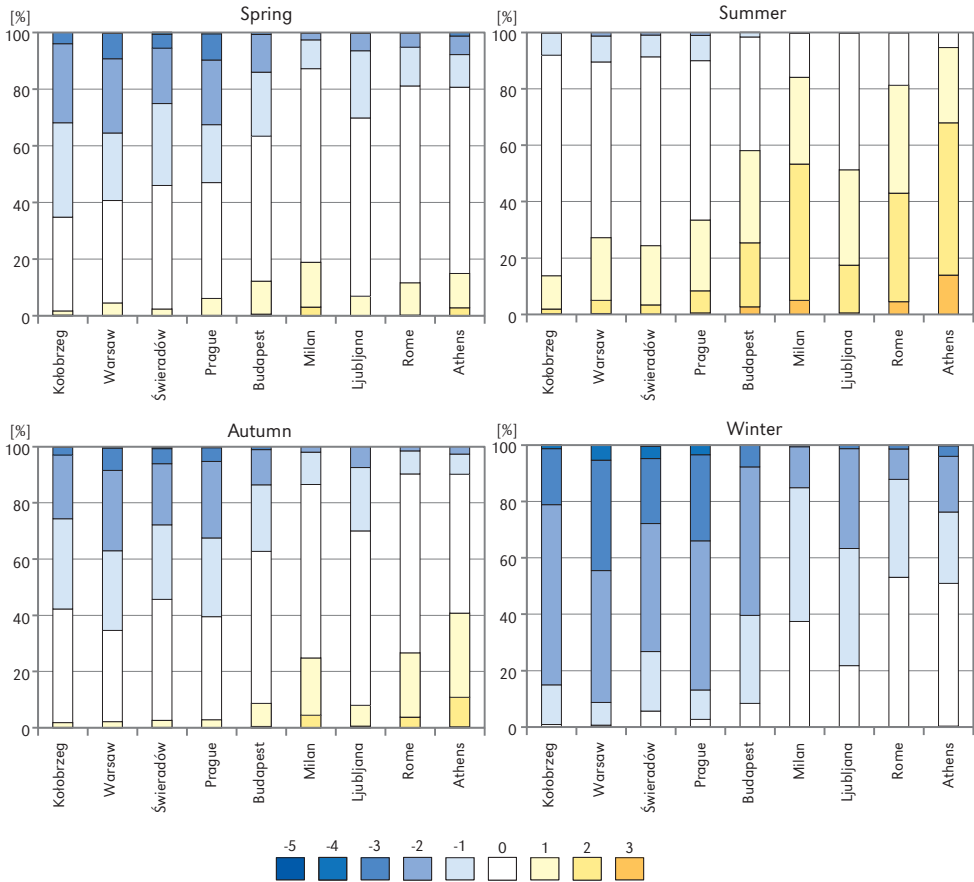 [%]
Spring
100
80
60
40
20
0
Kołobrzeg
Warsaw
Świeradów
Prague
Budapest
Milan
Ljubljana
Rome
Athens
[%]
Summer
100
80
60
40
20
0
Kołobrzeg
Warsaw
Świeradów
Prague
Budapest
Milan
Ljubljana
Rome
Athens
[%]
Autumn
100
80
60
40
20
0
Kołobrzeg
Warsaw
Świeradów
Prague
Budapest
Milan
Ljubljana
Rome
Athens
[%]
Winter
100
80
60
40
20
0
Kołobrzeg
Warsaw
Świeradów
Prague
Budapest
Milan
Ljubljana
Rome
Athens
-5 -4 -3 -2 -1 0 1 2 3